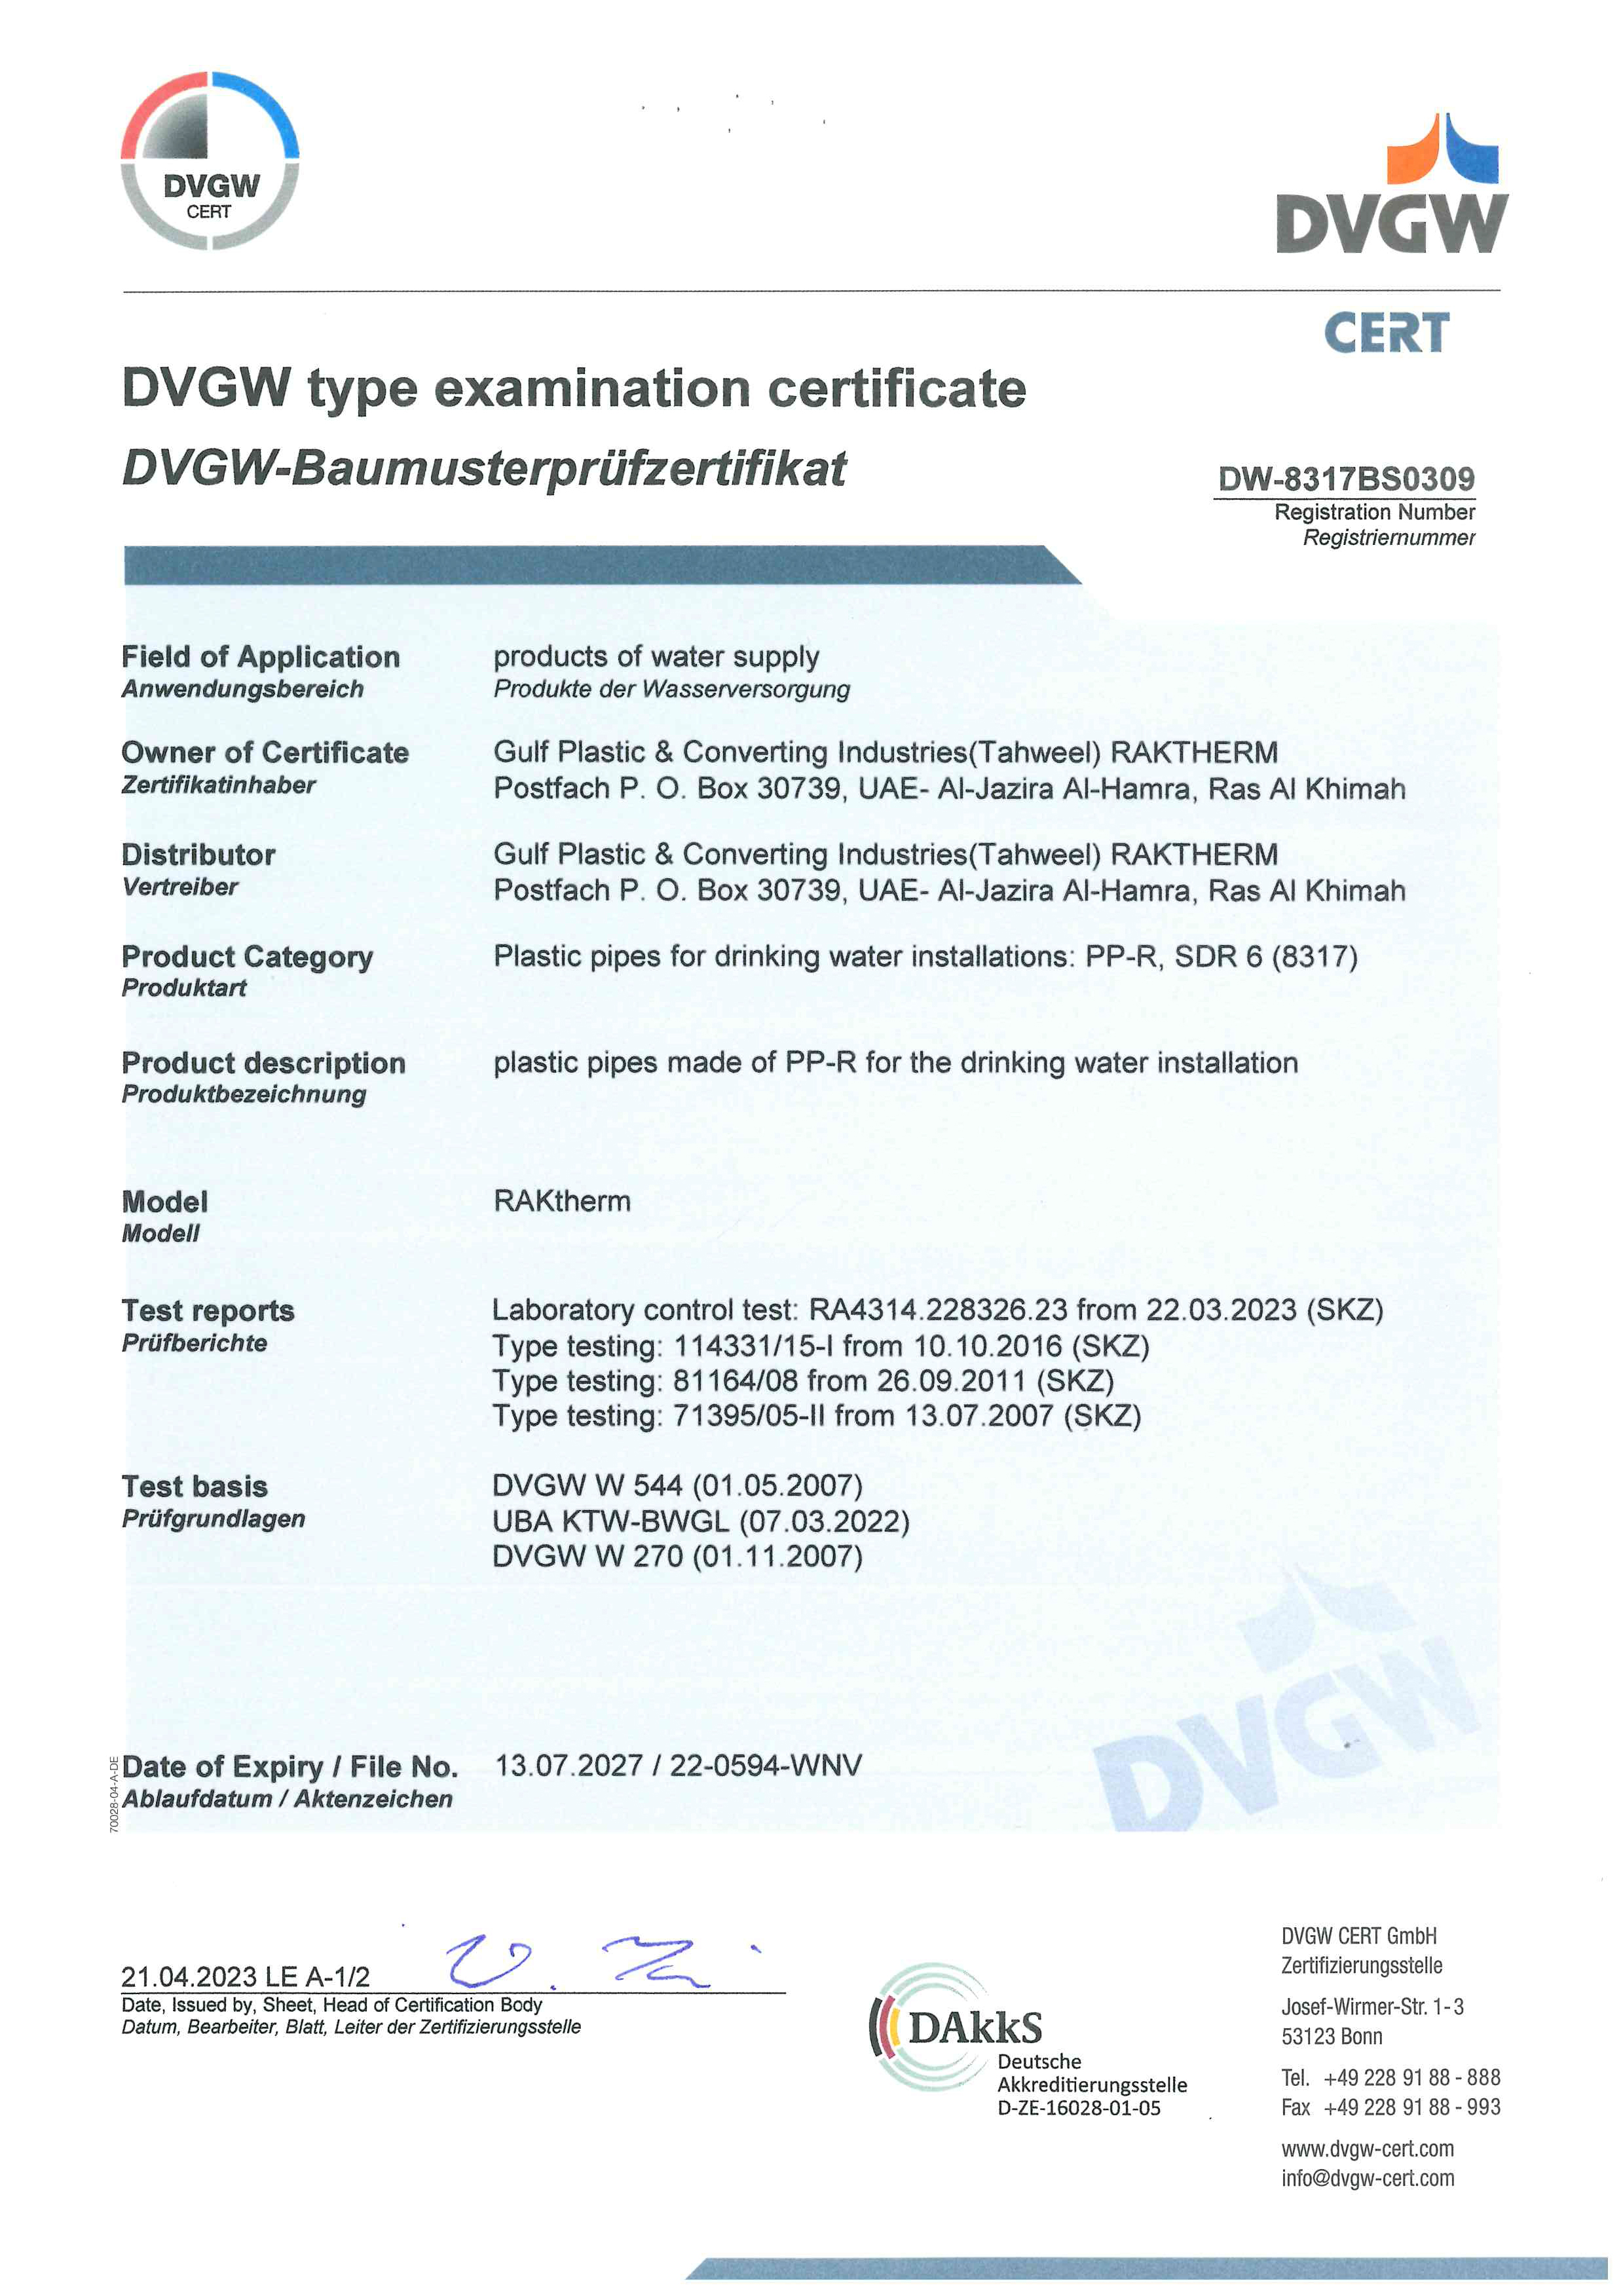 DVGW
CERT
DVGW
CERT
DVGW type examination certificate
DVGW-Baumusterprüfzertifikat
DW-8317BS0309
Registration Number
Registriernummer
Field of Application
products of water supply
Anwendungsbereich
Produkte der Wasserversorgung
Owner of Certificate
Gulf Plastic & Converting Industries(Tahweel) RAKTHERM
Zertifikatinhaber
Postfach P. O. Box 30739, UAE- Al-Jazira Al-Hamra, Ras Al Khimah
Distributor
Gulf Plastic & Converting Industries(Tahweel) RAKTHERM
Vertreiber
Postfach P. O. Box 30739, UAE- Al-Jazira Al-Hamra, Ras Al Khimah
Product Category
Plastic pipes for drinking water installations: PP-R, SDR 6 (8317)
Produktart
Product description
plastic pipes made of PP-R for the drinking water installation
Produktbezeichnung
Model
RAKtherm
Modell
Test reports
Laboratory control test: RA4314.228326.23 from 22.03.2023 (SKZ)
Prüfberichte
Type testing: 114331/15-I from 10.10.2016 (SKZ)
Type testing: 81164/08 from 26.09.2011 (SKZ)
Type testing: 71395/05-II from 13.07.2007 (SKZ)
Test basis
DVGW W 544 (01.05.2007)
Prüfgrundlagen
UBA KTW-BWGL (07.03.2022)
DVGW W 270 (01.11.2007)
DVGW
Date of Expiry / File No.
13.07.2027 / 22-0594-WNV
Ablaufdatum / Aktenzeichen
70028-04-A-DE
21.04.2023 LE A-1/2
Date, Issued by, Sheet, Head of Certification Body
Datum, Bearbeiter, Blatt, Leiter der Zertifizierungsstelle
DAkkS
Deutsche
Akkreditierungsstelle
D-ZE-16028-01-05
DVGW CERT GmbH
Zertifizierungsstelle
Josef-Wirmer-Str. 1-3
53123 Bonn
Tel. +49 228 91 88 - 888
Fax +49 228 91 88 - 993
www.dvgw-cert.com
info@dvgw-cert.com